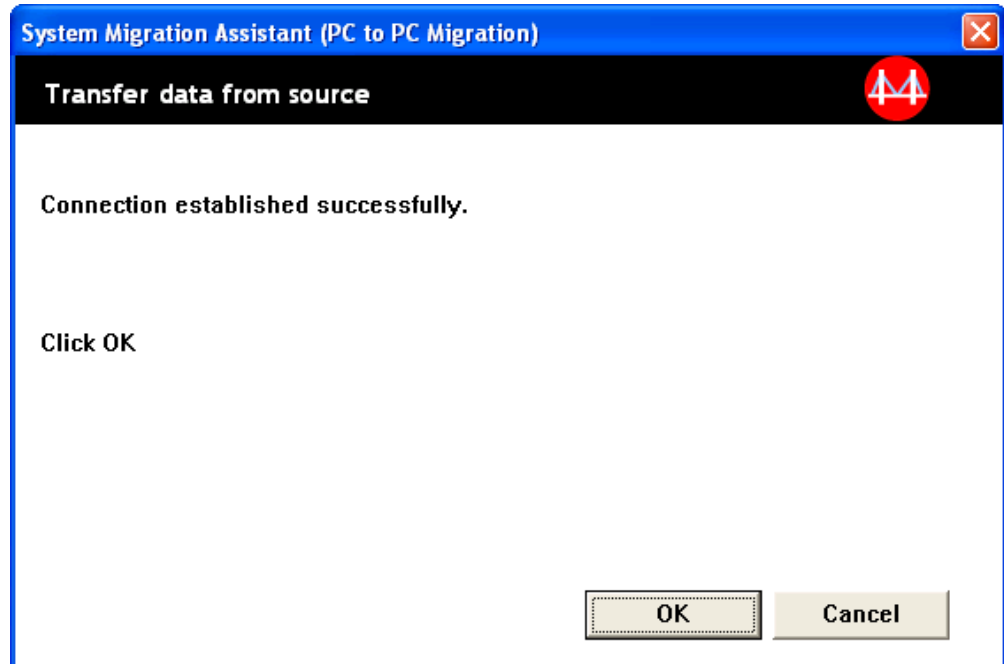 System Migration Assistant (PC to PC Migration)
Transfer data from source
Connection established successfully.
Click OK
OK
Cancel